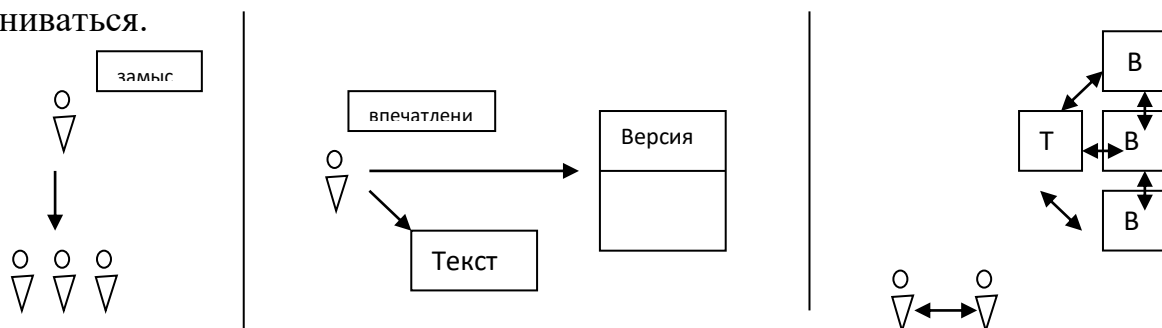 ниваться.
замыс
впечатлени
Версия
Текст
В
Т
В
В